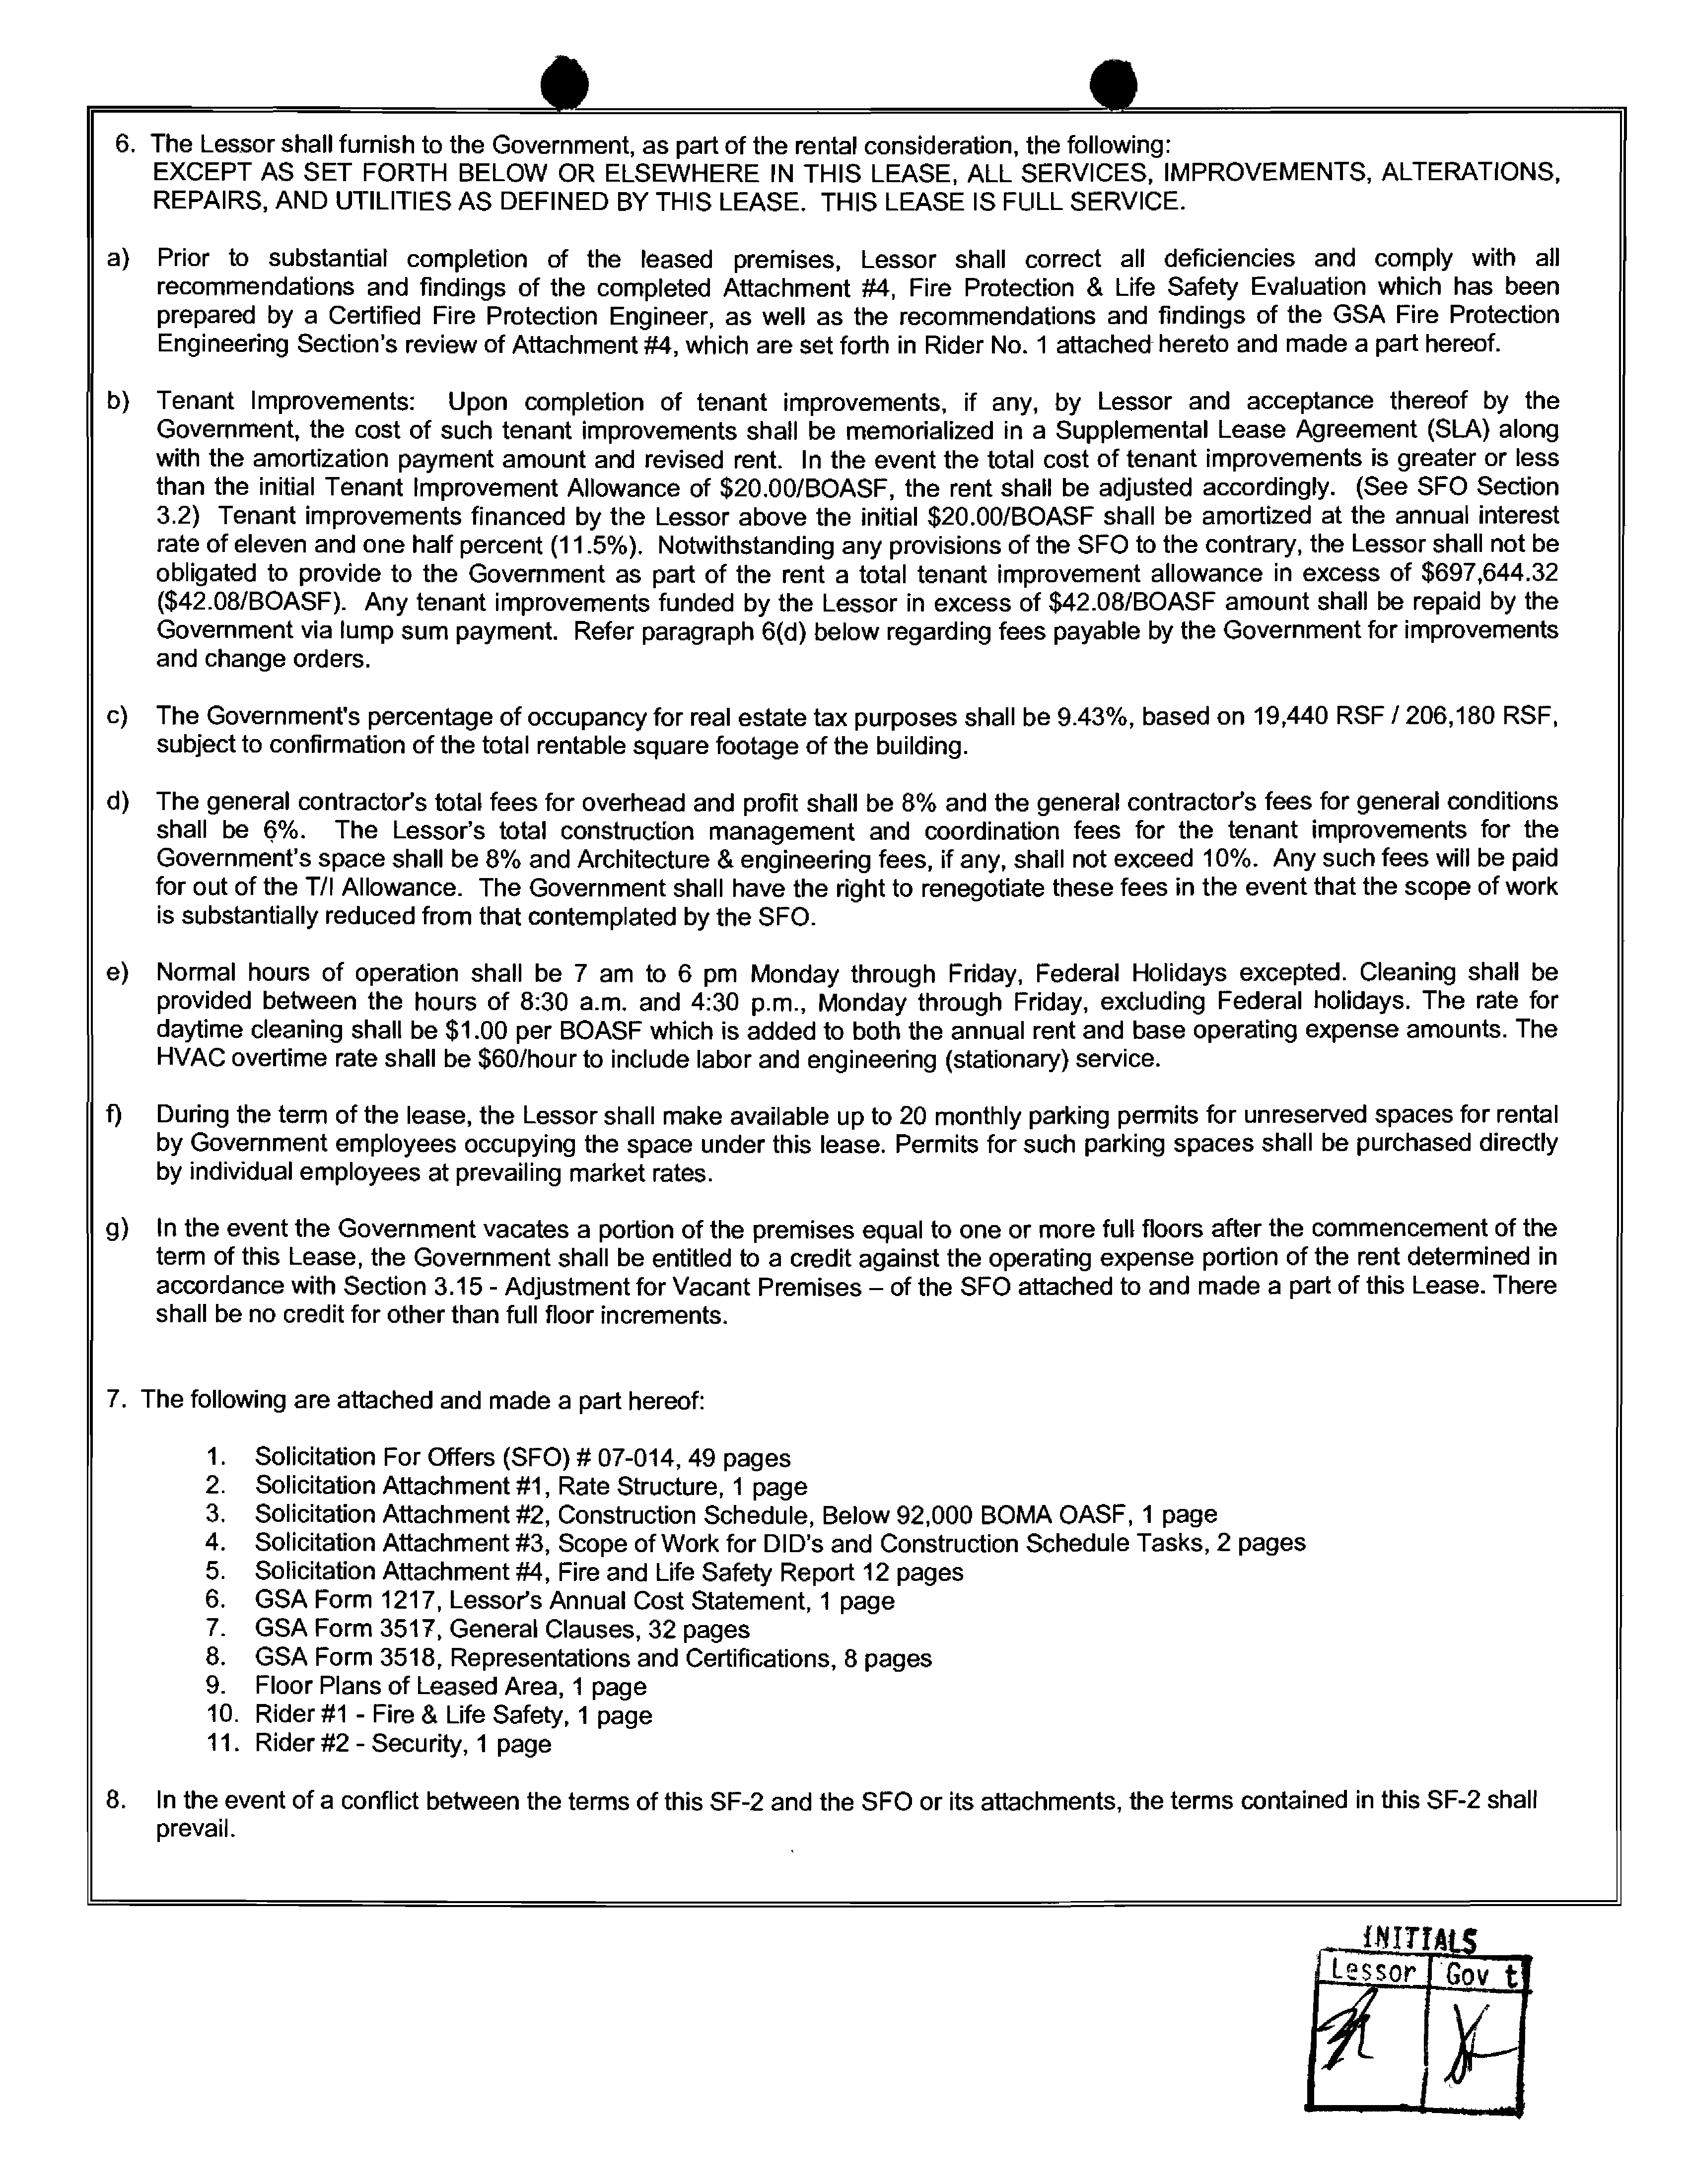 6. The Lessor shall furnish to the Government, as part of the rental consideration, the following:
EXCEPT AS SET FORTH BELOW OR ELSEWHERE IN THIS LEASE, ALL SERVICES, IMPROVEMENTS, ALTERATIONS,
REPAIRS, AND UTILITIES AS DEFINED BY THIS LEASE. THIS LEASE IS FULL SERVICE.
a) Prior to substantial completion of the leased premises, Lessor shall correct all deficiencies and comply with all
recommendations and findings of the completed Attachment #4, Fire Protection & Life Safety Evaluation which has been
prepared by a Certified Fire Protection Engineer, as well as the recommendations and findings of the GSA Fire Protection
Engineering Section's review of Attachment #4, which are set forth in Rider No. 1 attached hereto and made a part hereof.
b) Tenant Improvements: Upon completion of tenant improvements, if any, by Lessor and acceptance thereof by the
Government, the cost of such tenant improvements shall be memorialized in a Supplemental Lease Agreement (SLA) along
with the amortization payment amount and revised rent. In the event the total cost of tenant improvements is greater or less
than the initial Tenant Improvement Allowance of $20.00/BOASF, the rent shall be adjusted accordingly. (See SFO Section
3.2) Tenant improvements financed by the Lessor above the initial $20.00/BOASF shall be amortized at the annual interest
rate of eleven and one half percent (11.5%). Notwithstanding any provisions of the SFO to the contrary, the Lessor shall not be
obligated to provide to the Government as part of the rent a total tenant improvement allowance in excess of $697,644.32
($42.08/BOASF). Any tenant improvements funded by the Lessor in excess of $42.08/BOASF amount shall be repaid by the
Government via lump sum payment. Refer paragraph 6(d) below regarding fees payable by the Government for improvements
and change orders.
c) The Government's percentage of occupancy for real estate tax purposes shall be 9.43%, based on 19,440 RSF / 206,180 RSF,
subject to confirmation of the total rentable square footage of the building.
d) The general contractor's total fees for overhead and profit shall be 8% and the general contractor's fees for general conditions
shall be 6%. The Lessor's total construction management and coordination fees for the tenant improvements for the
Government's space shall be 8% and Architecture & engineering fees, if any, shall not exceed 10%. Any such fees will be paid
for out of the T/I Allowance. The Government shall have the right to renegotiate these fees in the event that the scope of work
is substantially reduced from that contemplated by the SFO.
e) Normal hours of operation shall be 7 am to 6 pm Monday through Friday, Federal Holidays excepted. Cleaning shall be
provided between the hours of 8:30 a.m. and 4:30 p.m., Monday through Friday, excluding Federal holidays. The rate for
daytime cleaning shall be $1.00 per BOASF which is added to both the annual rent and base operating expense amounts. The
HVAC overtime rate shall be $60/hour to include labor and engineering (stationary) service.
f) During the term of the lease, the Lessor shall make available up to 20 monthly parking permits for unreserved spaces for rental
by Government employees occupying the space under this lease. Permits for such parking spaces shall be purchased directly
by individual employees at prevailing market rates.
g) In the event the Government vacates a portion of the premises equal to one or more full floors after the commencement of the
term of this Lease, the Government shall be entitled to a credit against the operating expense portion of the rent determined in
accordance with Section 3.15 - Adjustment for Vacant Premises – of the SFO attached to and made a part of this Lease. There
shall be no credit for other than full floor increments.
7. The following are attached and made a part hereof:
1. Solicitation For Offers (SFO) # 07-014, 49 pages
2. Solicitation Attachment #1, Rate Structure, 1 page
3. Solicitation Attachment #2, Construction Schedule, Below 92,000 BOMA OASF, 1 page
4. Solicitation Attachment #3, Scope of Work for DID's and Construction Schedule Tasks, 2 pages
5. Solicitation Attachment #4, Fire and Life Safety Report 12 pages
6. GSA Form 1217, Lessor's Annual Cost Statement, 1 page
7. GSA Form 3517, General Clauses, 32 pages
8. GSA Form 3518, Representations and Certifications, 8 pages
9. Floor Plans of Leased Area, 1 page
10. Rider #1 - Fire & Life Safety, 1 page
11. Rider #2 - Security, 1 page
8. In the event of a conflict between the terms of this SF-2 and the SFO or its attachments, the terms contained in this SF-2 shall
prevail.
INITIALS
Lessor Gov t